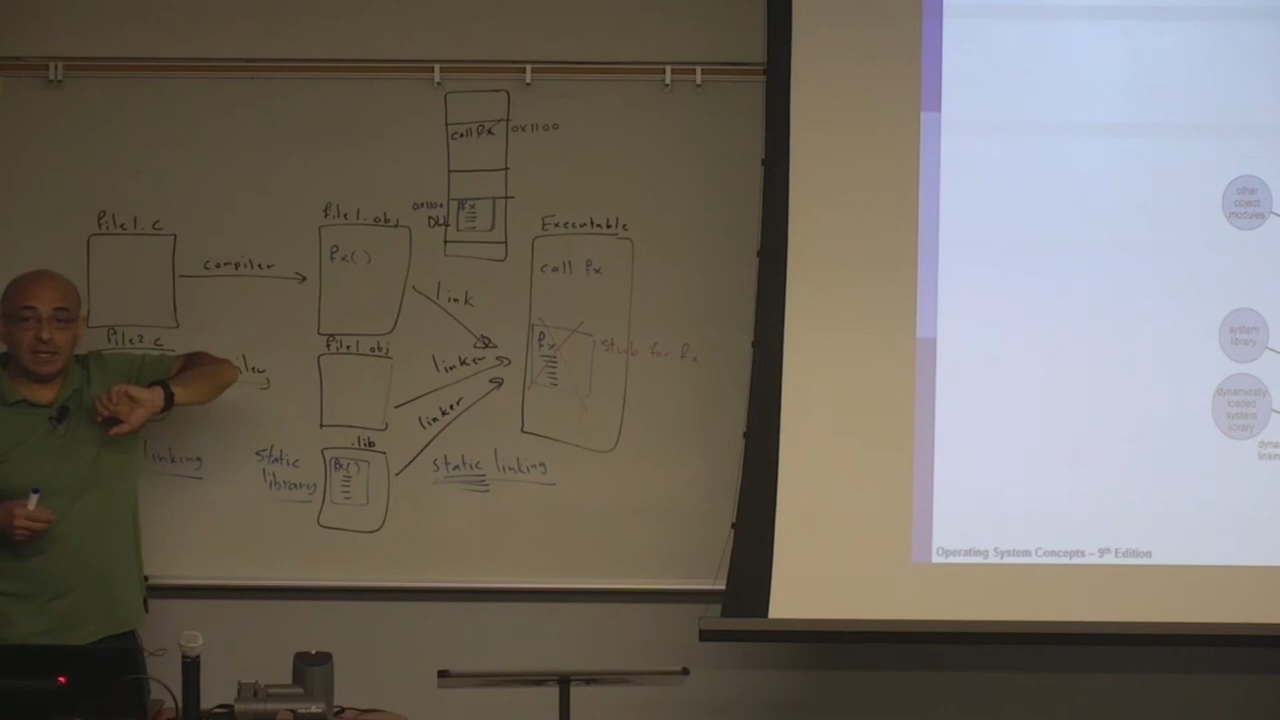 call fx
0x1100
0x1100
fx
DLL
file1.c
compiler
file1.obj
fx()
Executable
call fx
link
file2.c
file1.obj
linker
fx
stub for fx
linker
.lib
static
library
fx()
linking
static linking
other
object
modules
system
library
dynamically
loaded
system
library
Operating System Concepts – 9th Edition